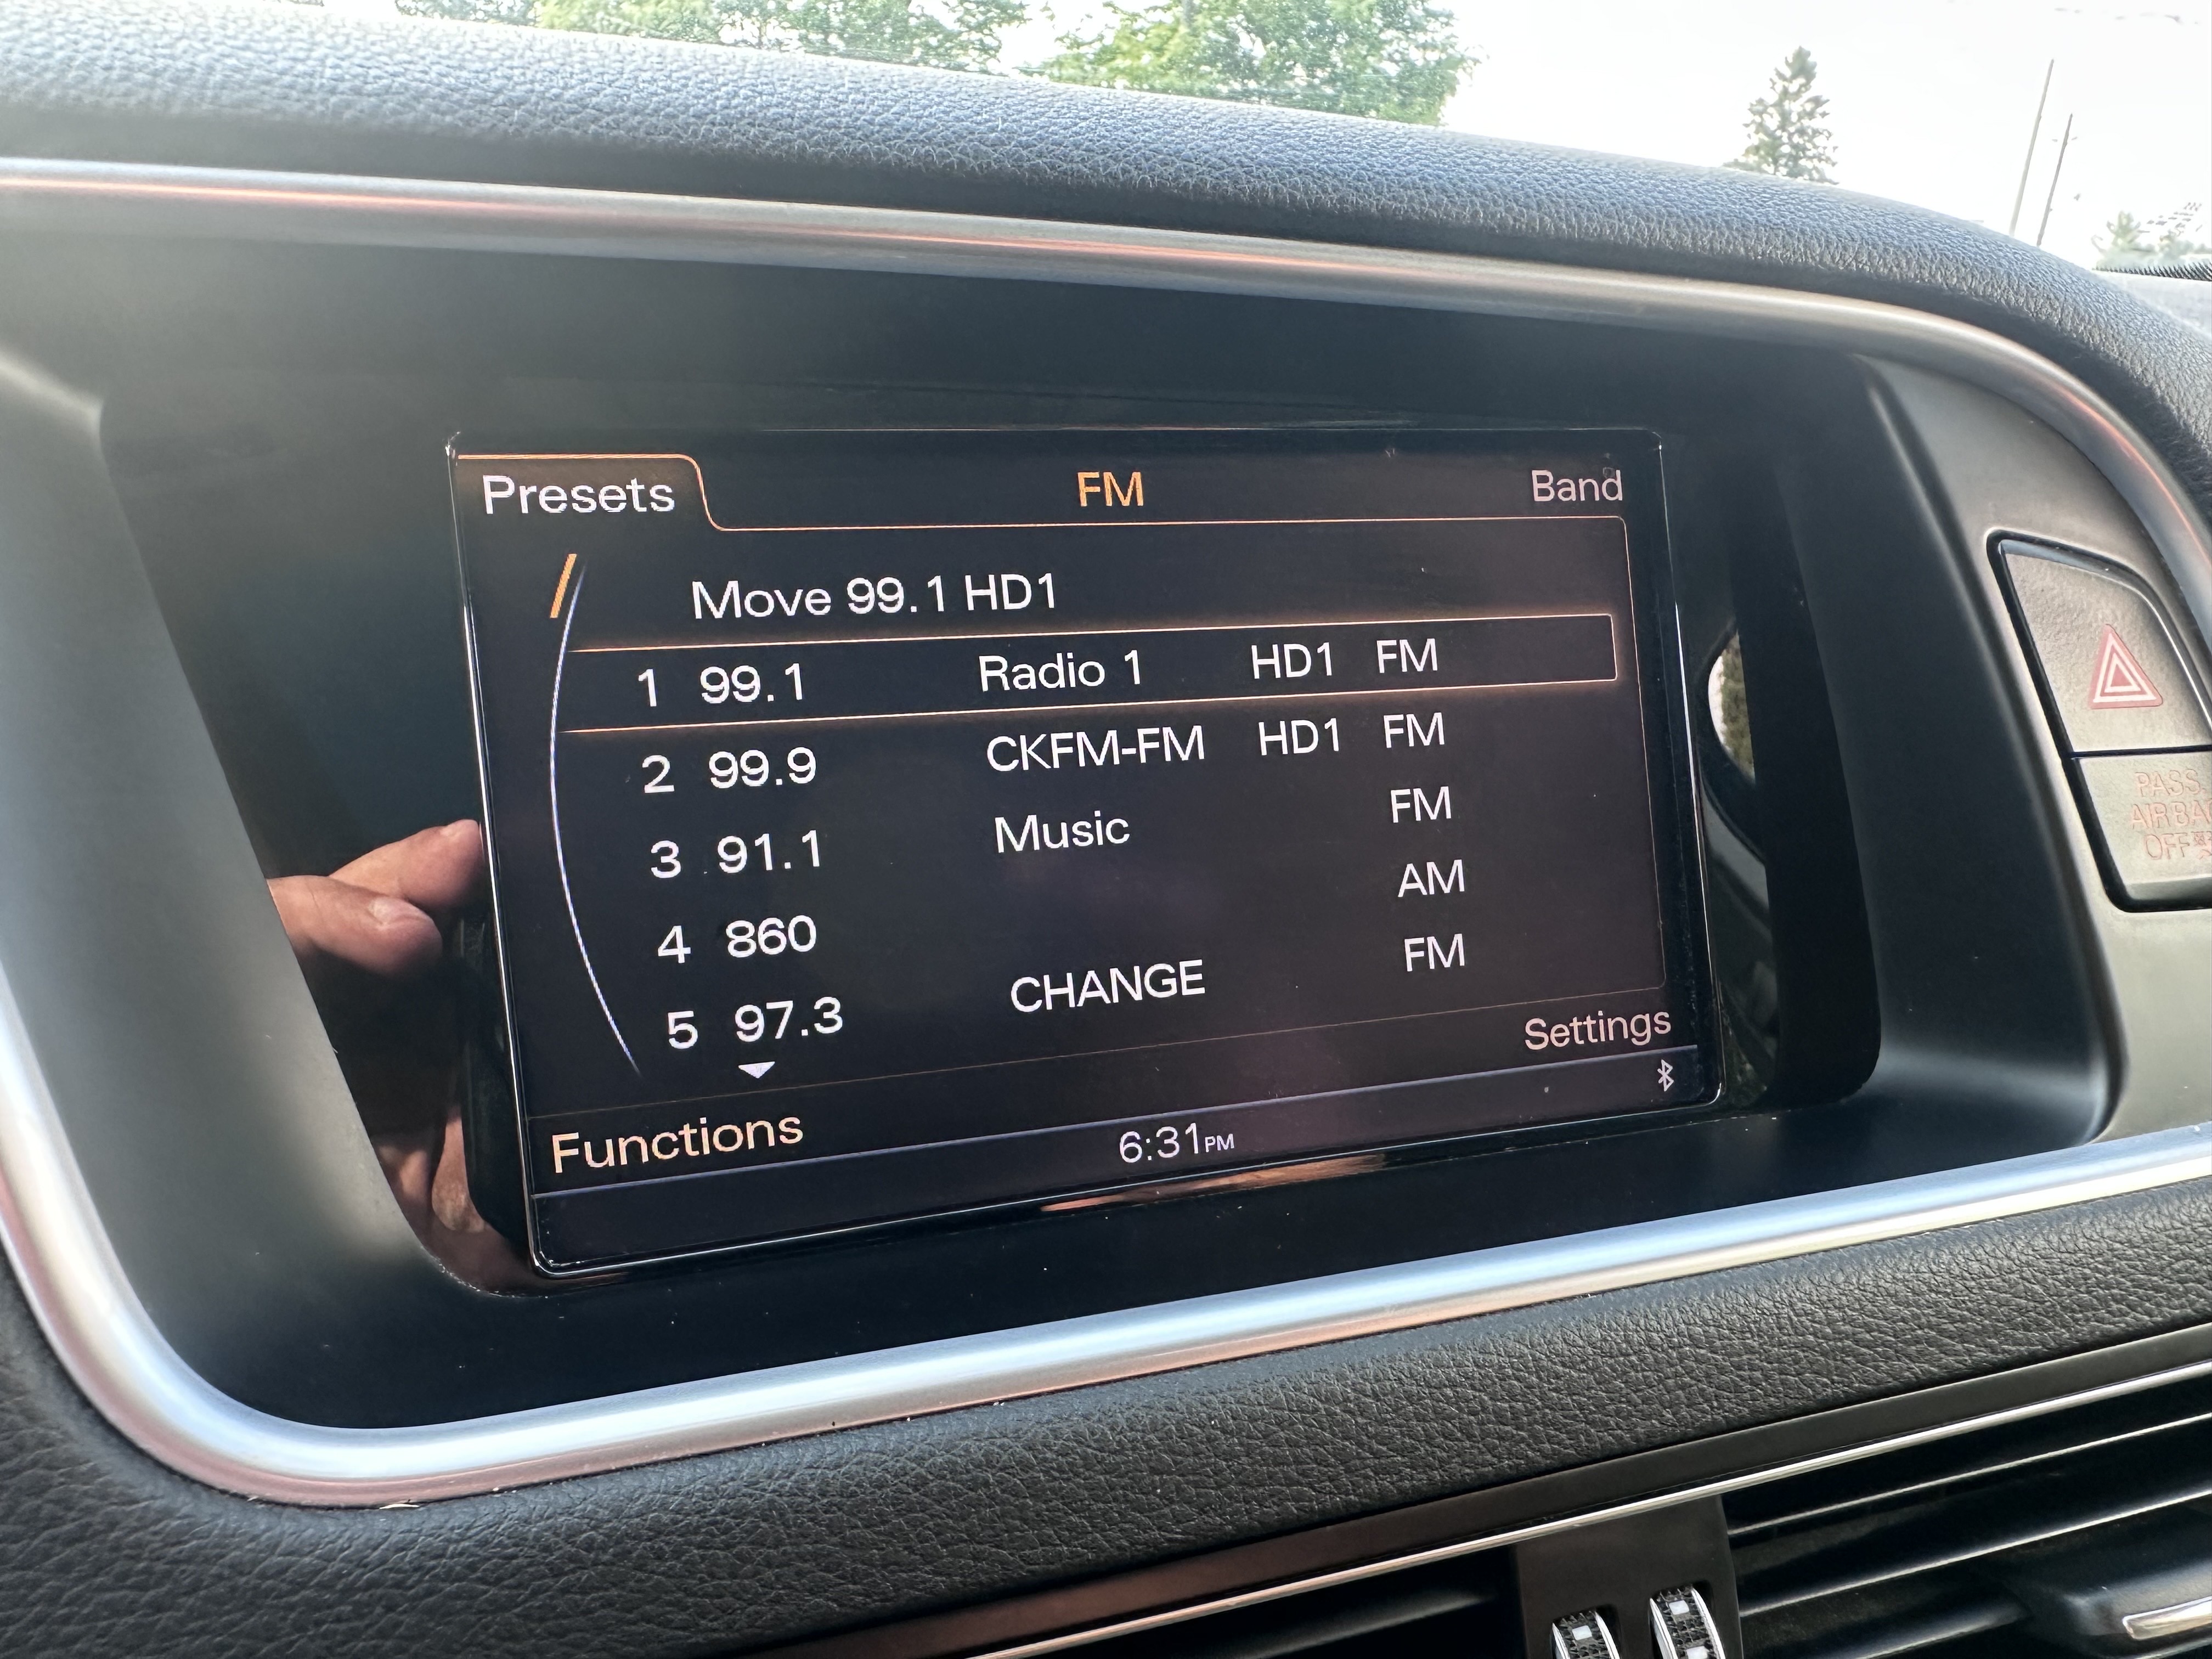 Presets FM Band
Move 99.1 HD1
1 99.1 Radio 1 HD1 FM
2 99.9 CKFM-FM HD1 FM
3 91.1 Music FM
4 860 AM
5 97.3 CHANGE FM
Settings
Functions
6:31PM
PASS
OFF